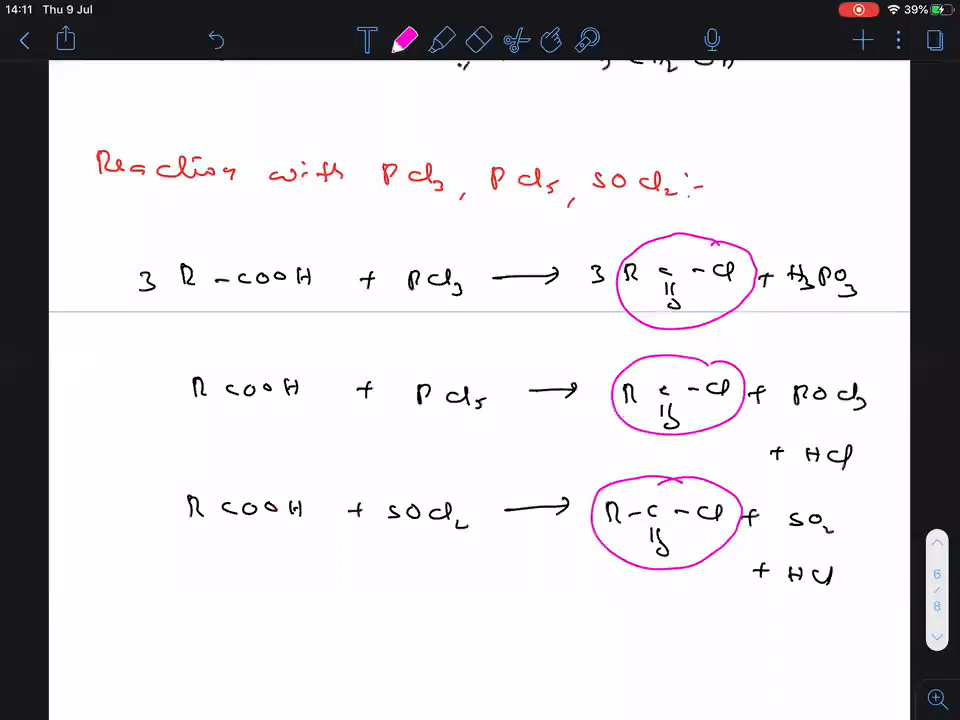 14:11 Thu 9 Jul 39%
T
Reaction with PCl3, PCl5, SOCl2:-
3 R-COOH + PCl3 → 3 R C -Cl + H3PO3
||
O
RCOOH + PCl5 → R C -Cl + POCl3
||
O
+ HCl
RCOOH + SOCl2 → R-C-Cl + SO2
||
O
+ HCl
6
/
8